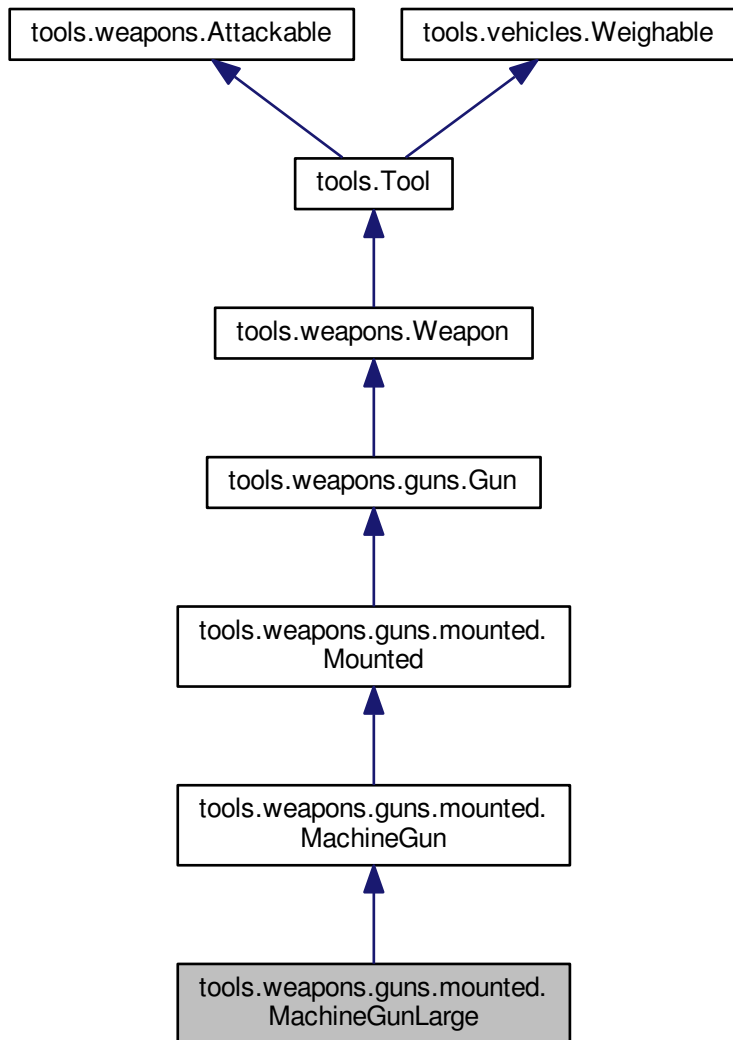 tools.weapons.Attackable
tools.vehicles.Weighable
tools.Tool
tools.weapons.Weapon
tools.weapons.guns.Gun
tools.weapons.guns.mounted.
Mounted
tools.weapons.guns.mounted.
MachineGun
tools.weapons.guns.mounted.
MachineGunLarge